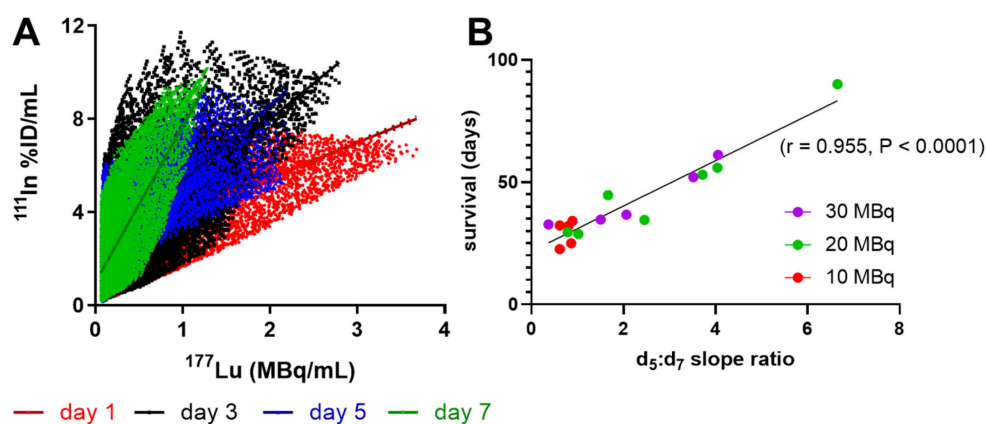 A
12
8
4
0
0
1
2
3
4
¹¹¹In %ID/mL
¹⁷⁷Lu (MBq/mL)
day 1 day 3 day 5 day 7
B
100
50
0
0
2
4
6
8
survival (days)
d₅:d₇ slope ratio
(r = 0.955, P < 0.0001)
30 MBq
20 MBq
10 MBq